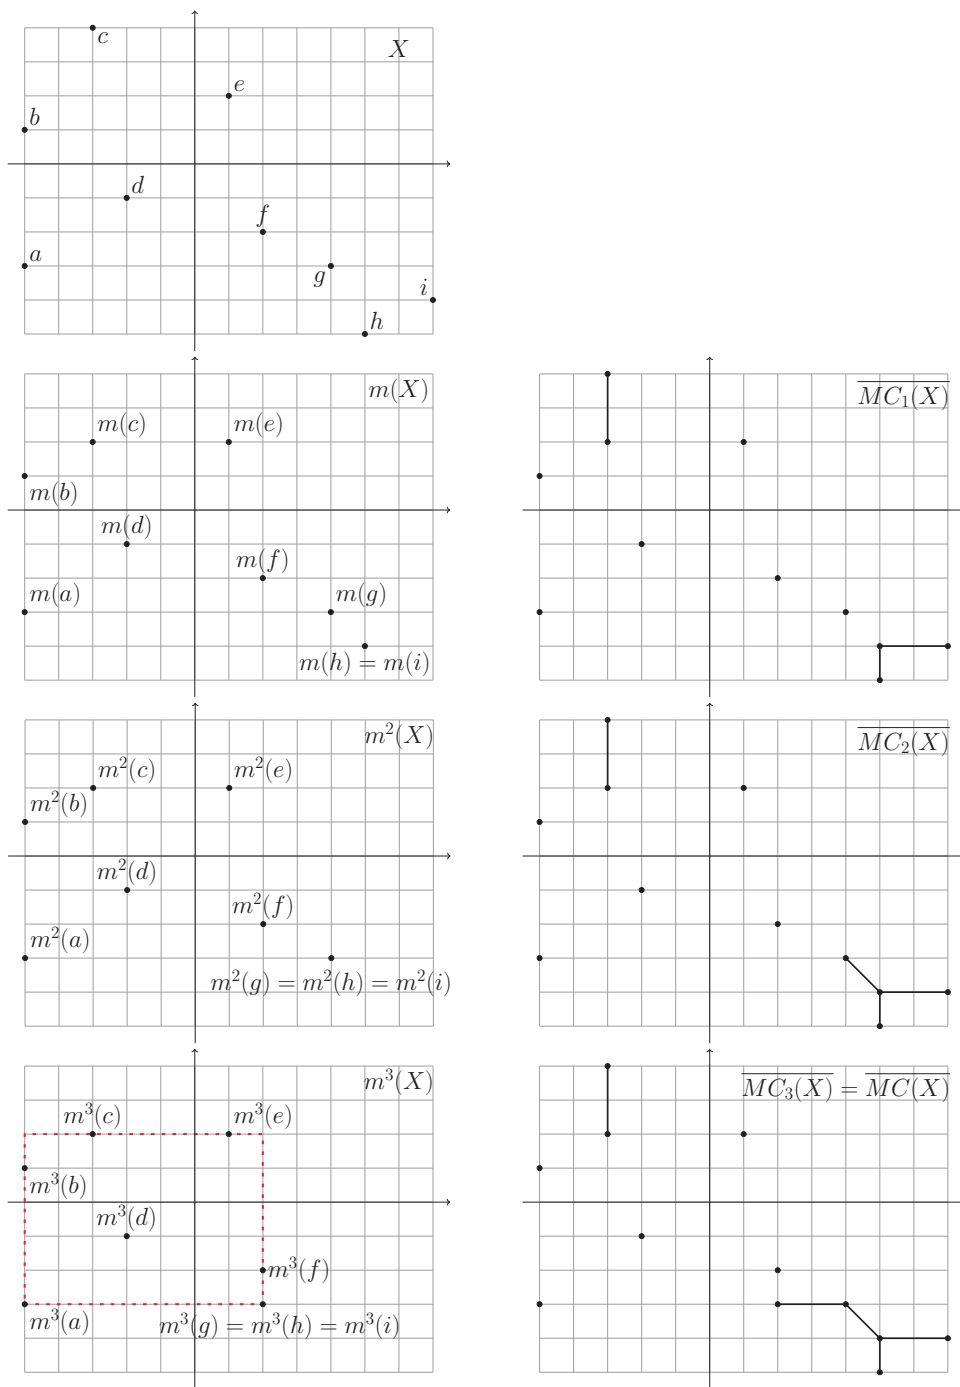 c
X
e
b
d
f
a
g
i
h
m(X)
m(c)
m(e)
m(b)
m(d)
m(f)
m(a)
m(g)
m(h) = m(i)
$\overline{MC_1(X)}$
m²(X)
m²(c)
m²(e)
m²(b)
m²(d)
m²(f)
m²(a)
m²(g) = m²(h) = m²(i)
$\overline{MC_2(X)}$
m³(X)
m³(c)
m³(e)
m³(b)
m³(d)
m³(f)
m³(a)
m³(g) = m³(h) = m³(i)
$\overline{MC_3(X)} = \overline{MC(X)}$